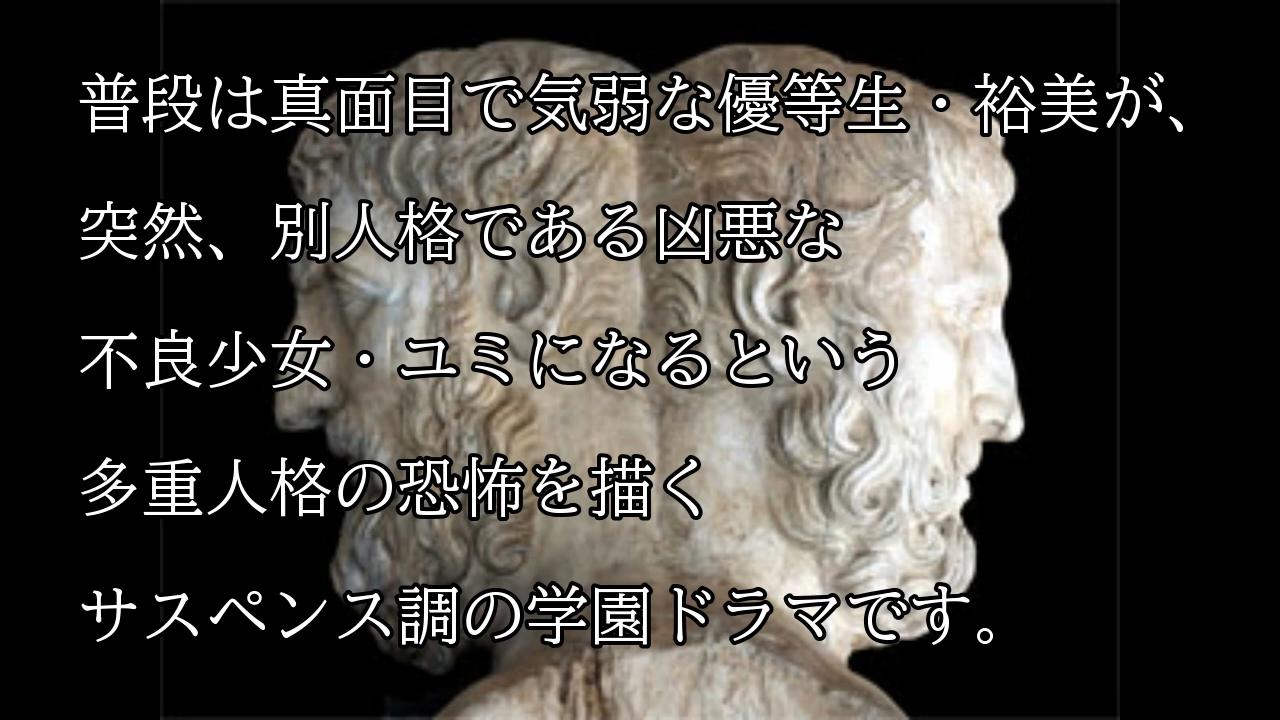 普段は真面目で気弱な優等生・裕美が、
突然、別人格である凶悪な
不良少女・ユミになるという
多重人格の恐怖を描く
サスペンス調の学園ドラマです。